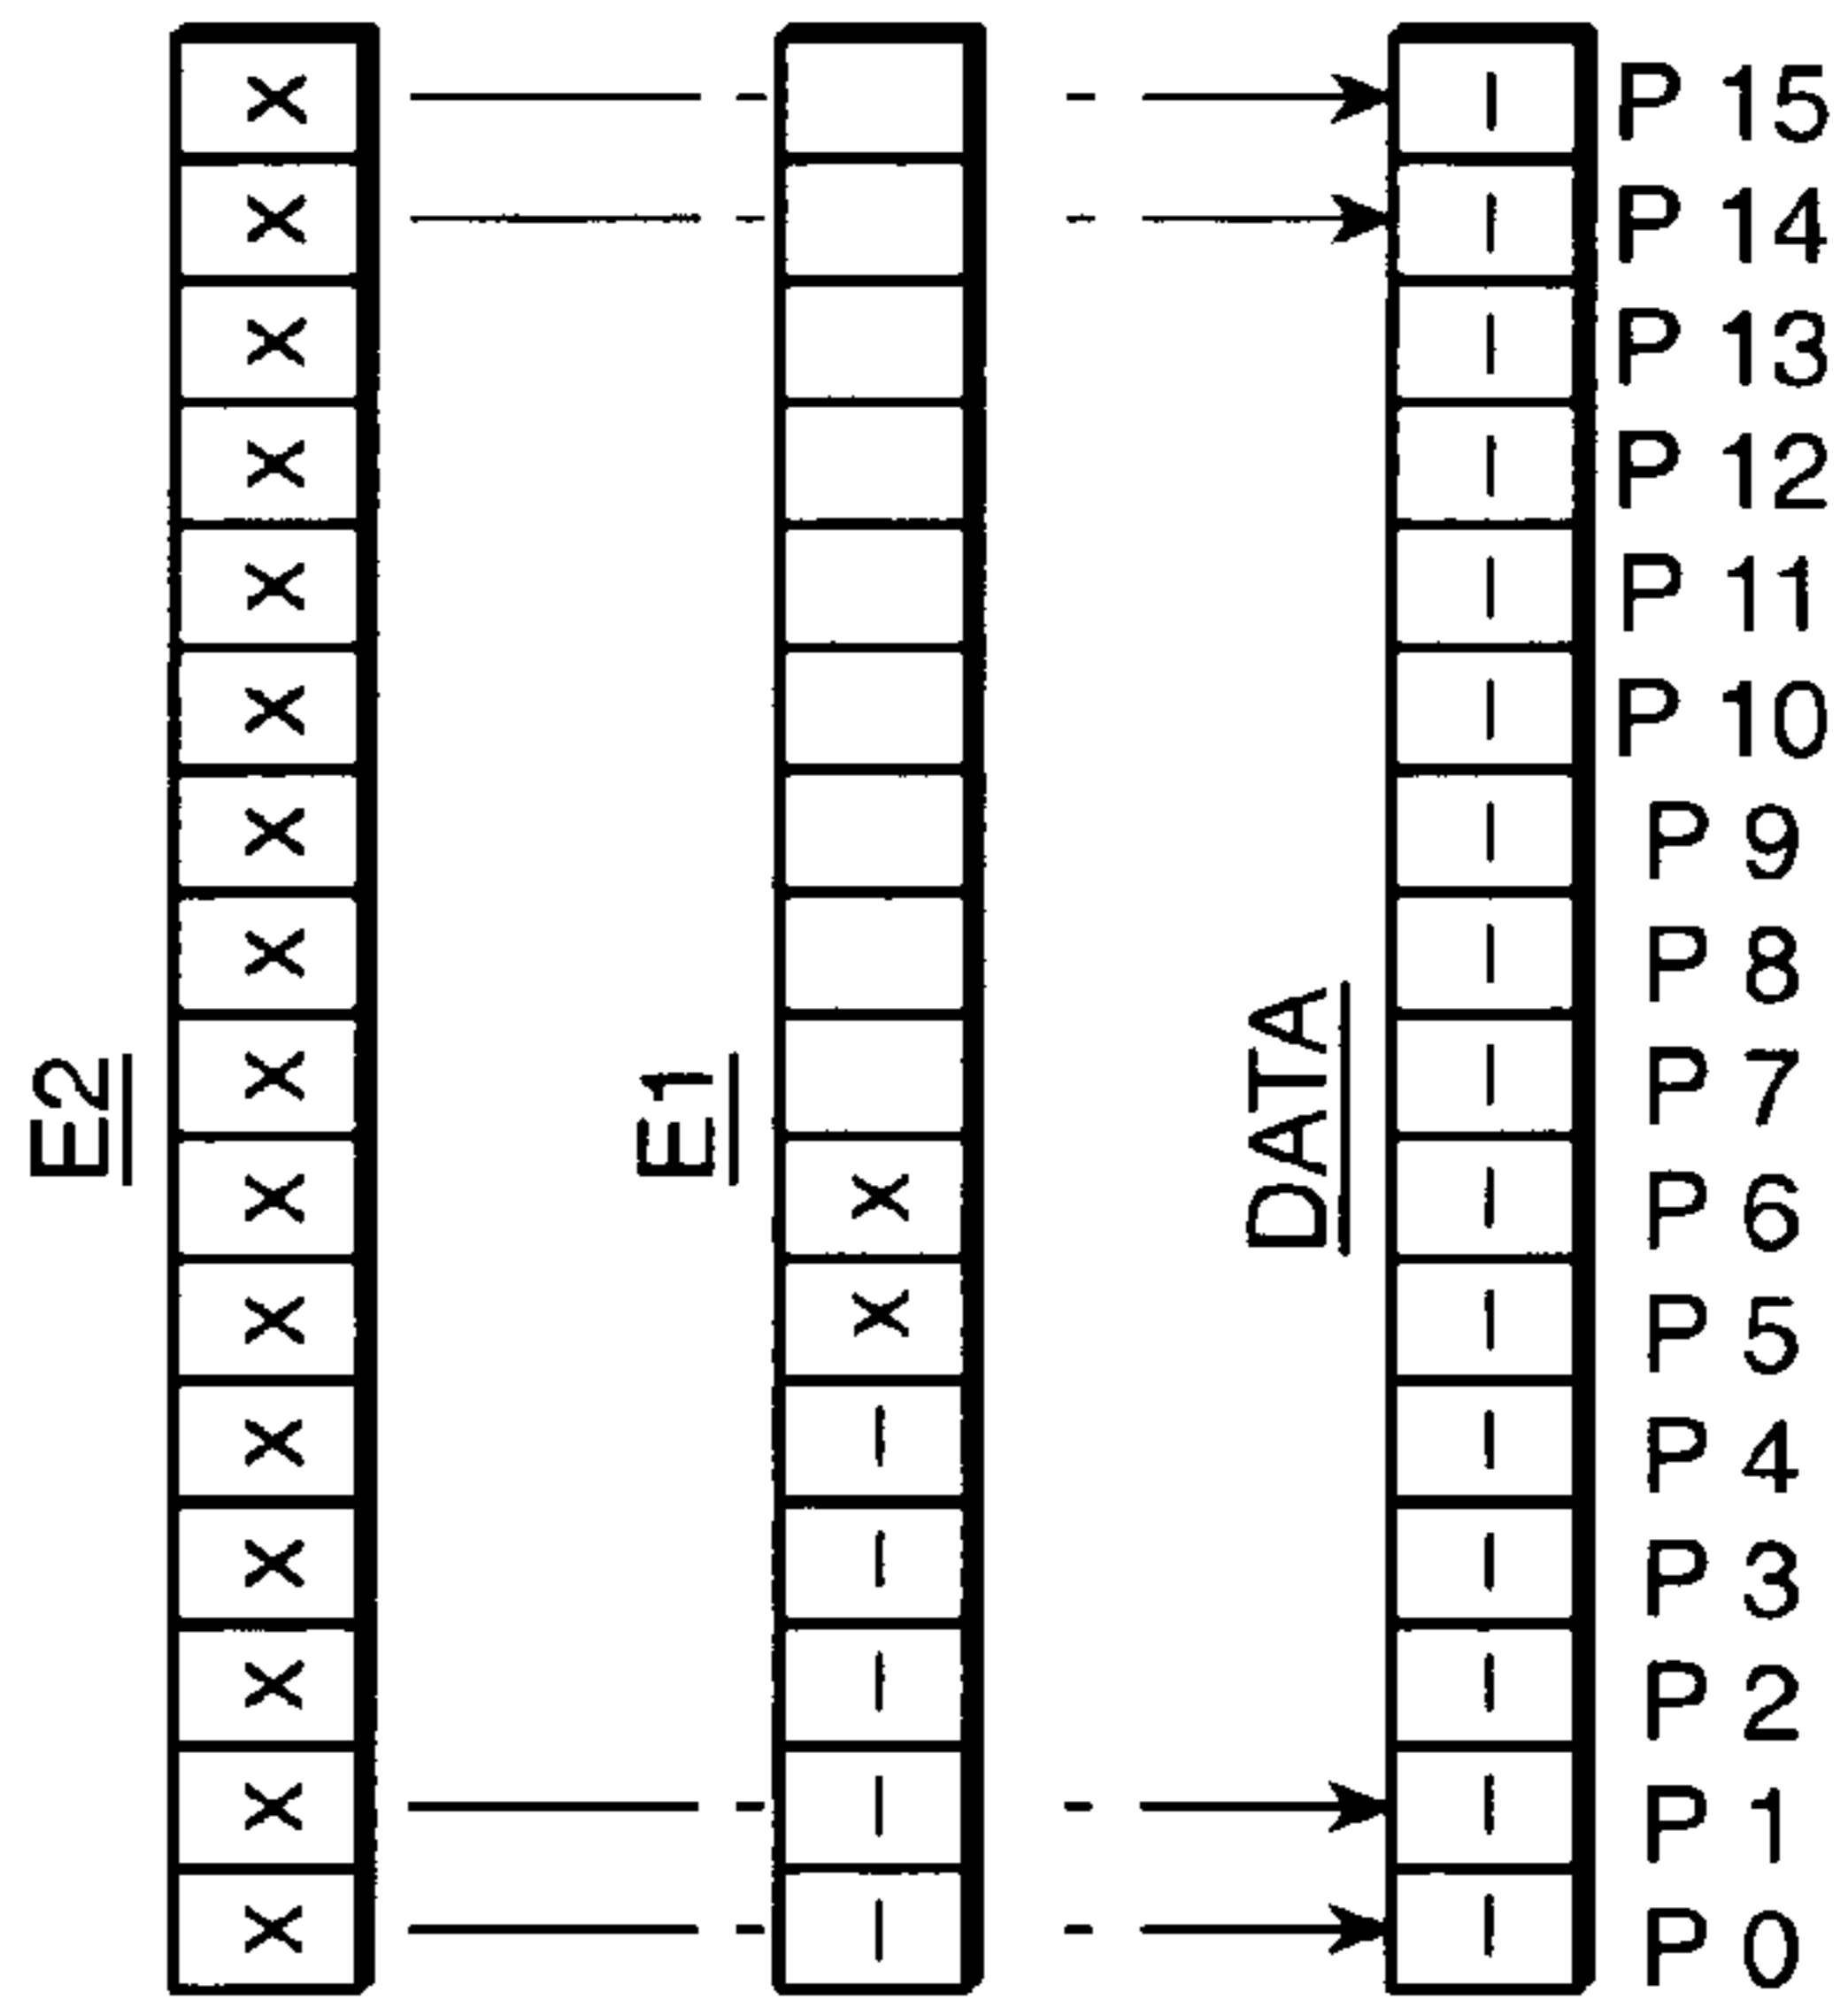 E2
E1
DATA
X | P 15
X | P 14
X | P 13
X | P 12
X | P 11
X | P 10
X | P 9
X | P 8
X | P 7
X X | P 6
X X | P 5
X | | P 4
X | | P 3
X | | P 2
X | | P 1
X | | P 0